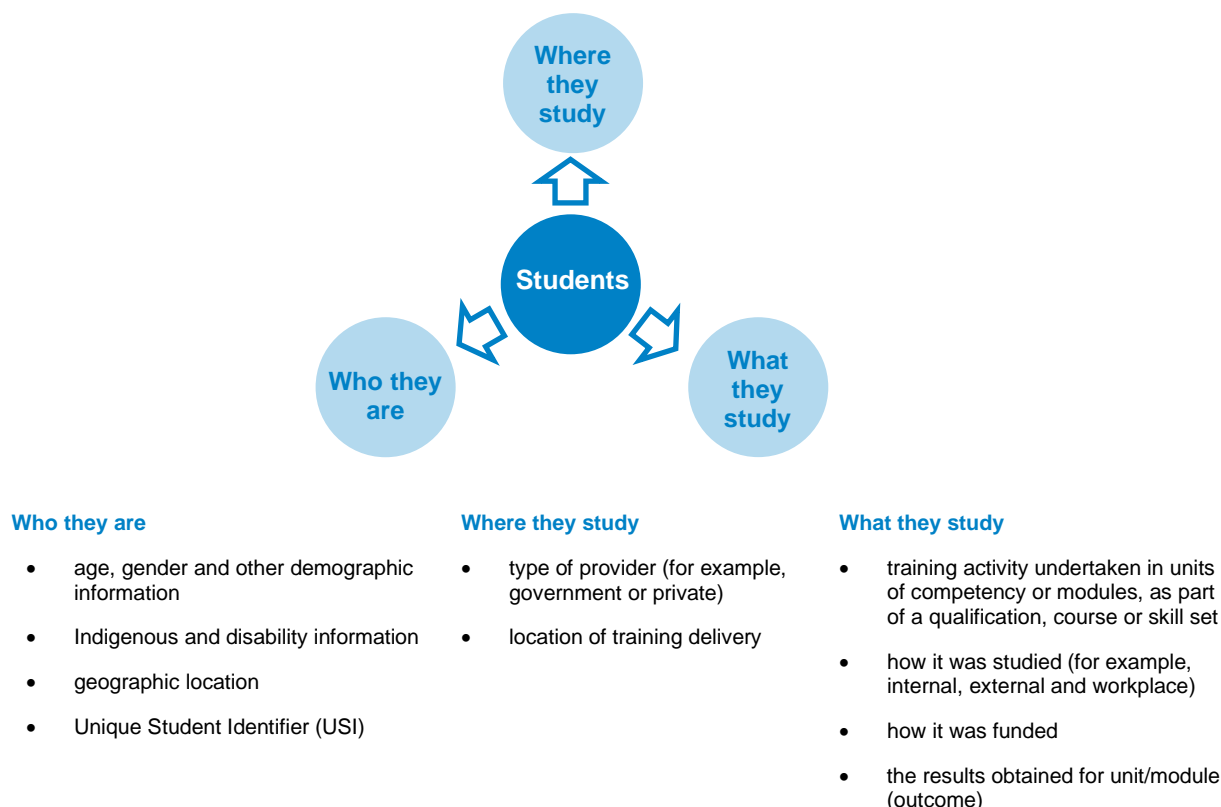 Where
they
study
Students
Who they
are
What
they
study
Who they are
• age, gender and other demographic
information
• Indigenous and disability information
• geographic location
• Unique Student Identifier (USI)
Where they study
• type of provider (for example,
government or private)
• location of training delivery
What they study
• training activity undertaken in units
of competency or modules, as part
of a qualification, course or skill set
• how it was studied (for example,
internal, external and workplace)
• how it was funded
• the results obtained for unit/module
(outcome)